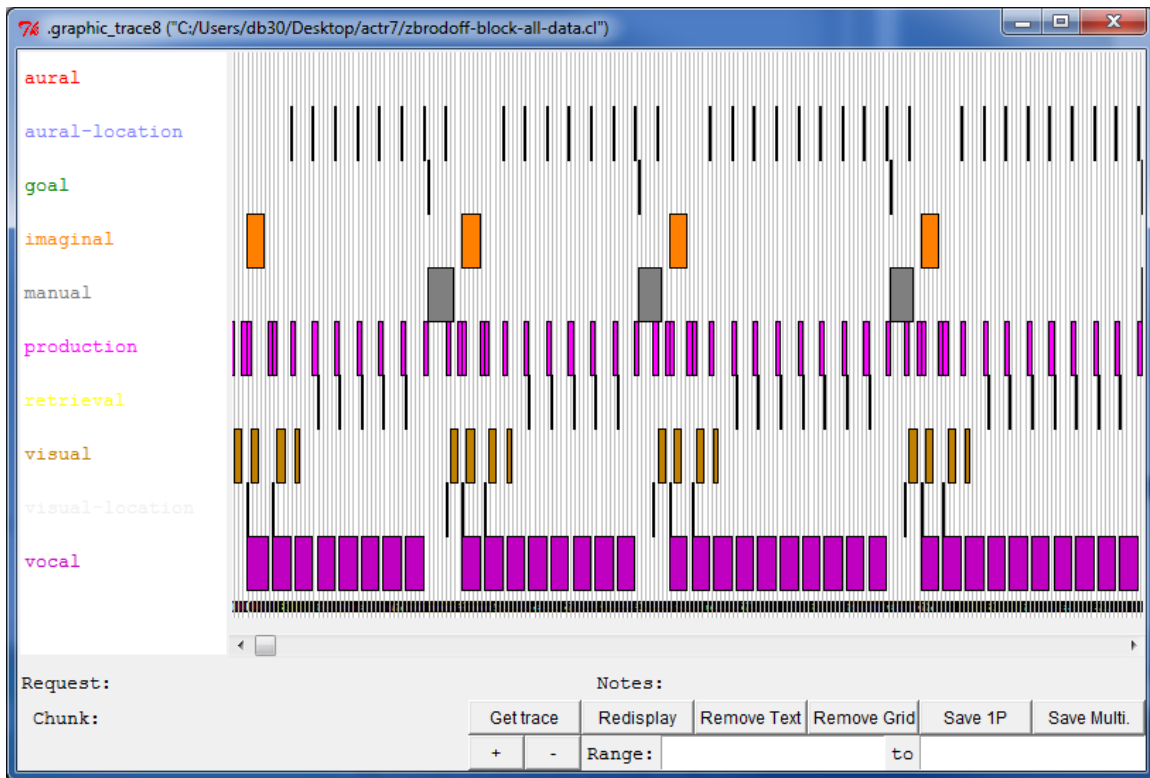 .graphic_trace8 ("C:/Users/db30/Desktop/actr7/zbrodoff-block-all-data.cl")
aural
aural-location
goal
imaginal
manual
production
retrieval
visual
visual-location
vocal
Request: Notes:
Chunk: Get trace Redisplay Remove Text Remove Grid Save 1P Save Multi.
+ - Range: to